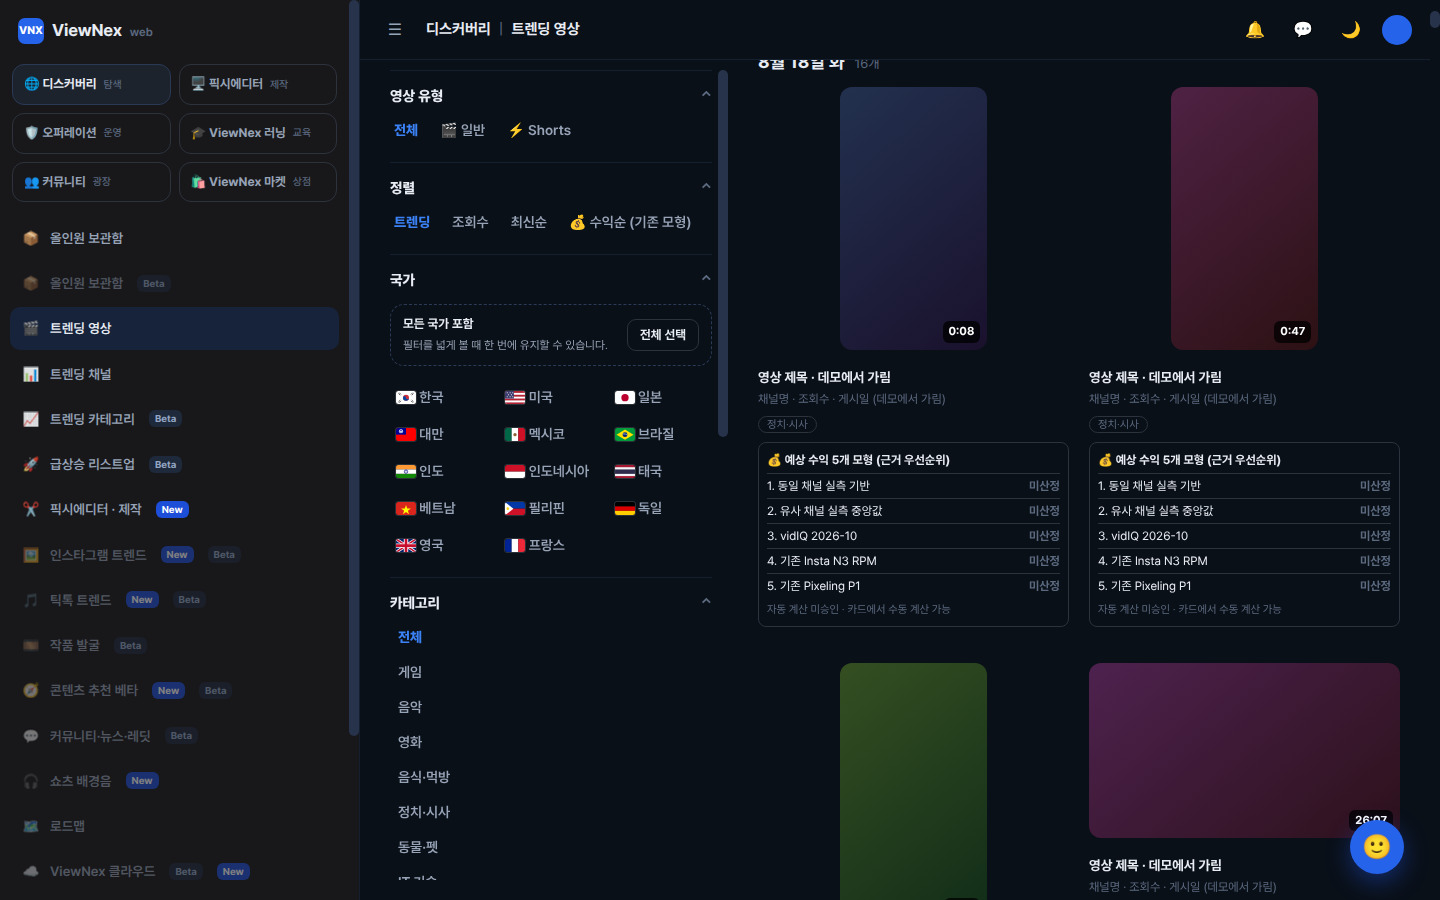 VNX ViewNex web
디스커버리 탐색
픽시에디터 제작
오퍼레이션 운영
ViewNex 러닝 교육
커뮤니티 광장
ViewNex 마켓 상점
올인원 보관함
올인원 보관함 Beta
트렌딩 영상
트렌딩 채널
트렌딩 카테고리 Beta
급상승 리스트업 Beta
픽시에디터 · 제작 New
인스타그램 트렌드 New Beta
틱톡 트렌드 New Beta
작품 발굴 Beta
콘텐츠 추천 베타 New Beta
커뮤니티·뉴스·레딧 Beta
쇼츠 배경음 New
로드맵
ViewNex 클라우드 Beta New
디스커버리 | 트렌딩 영상
영상 유형
전체 일반 Shorts
정렬
트렌딩 조회수 최신순 수익순 (기존 모형)
국가
모든 국가 포함
필터를 넓게 볼 때 한 번에 유지할 수 있습니다.
전체 선택
한국 미국 일본
대만 멕시코 브라질
인도 인도네시아 태국
베트남 필리핀 독일
영국 프랑스
카테고리
전체
게임
음악
영화
음식·먹방
정치·시사
동물·펫
8월 18일 화 16개
0:08
영상 제목 · 데모에서 가림
채널명 · 조회수 · 게시일 (데모에서 가림)
정치·시사
예상 수익 5개 모형 (근거 우선순위)
1. 동일 채널 실측 기반 미산정
2. 유사 채널 실측 중앙값 미산정
3. vidIQ 2026-10 미산정
4. 기존 Insta N3 RPM 미산정
5. 기존 Pixeling P1 미산정
자동 계산 미승인 · 카드에서 수동 계산 가능
0:47
영상 제목 · 데모에서 가림
채널명 · 조회수 · 게시일 (데모에서 가림)
정치·시사
예상 수익 5개 모형 (근거 우선순위)
1. 동일 채널 실측 기반 미산정
2. 유사 채널 실측 중앙값 미산정
3. vidIQ 2026-10 미산정
4. 기존 Insta N3 RPM 미산정
5. 기존 Pixeling P1 미산정
자동 계산 미승인 · 카드에서 수동 계산 가능
26:07
영상 제목 · 데모에서 가림
채널명 · 조회수 · 게시일 (데모에서 가림)